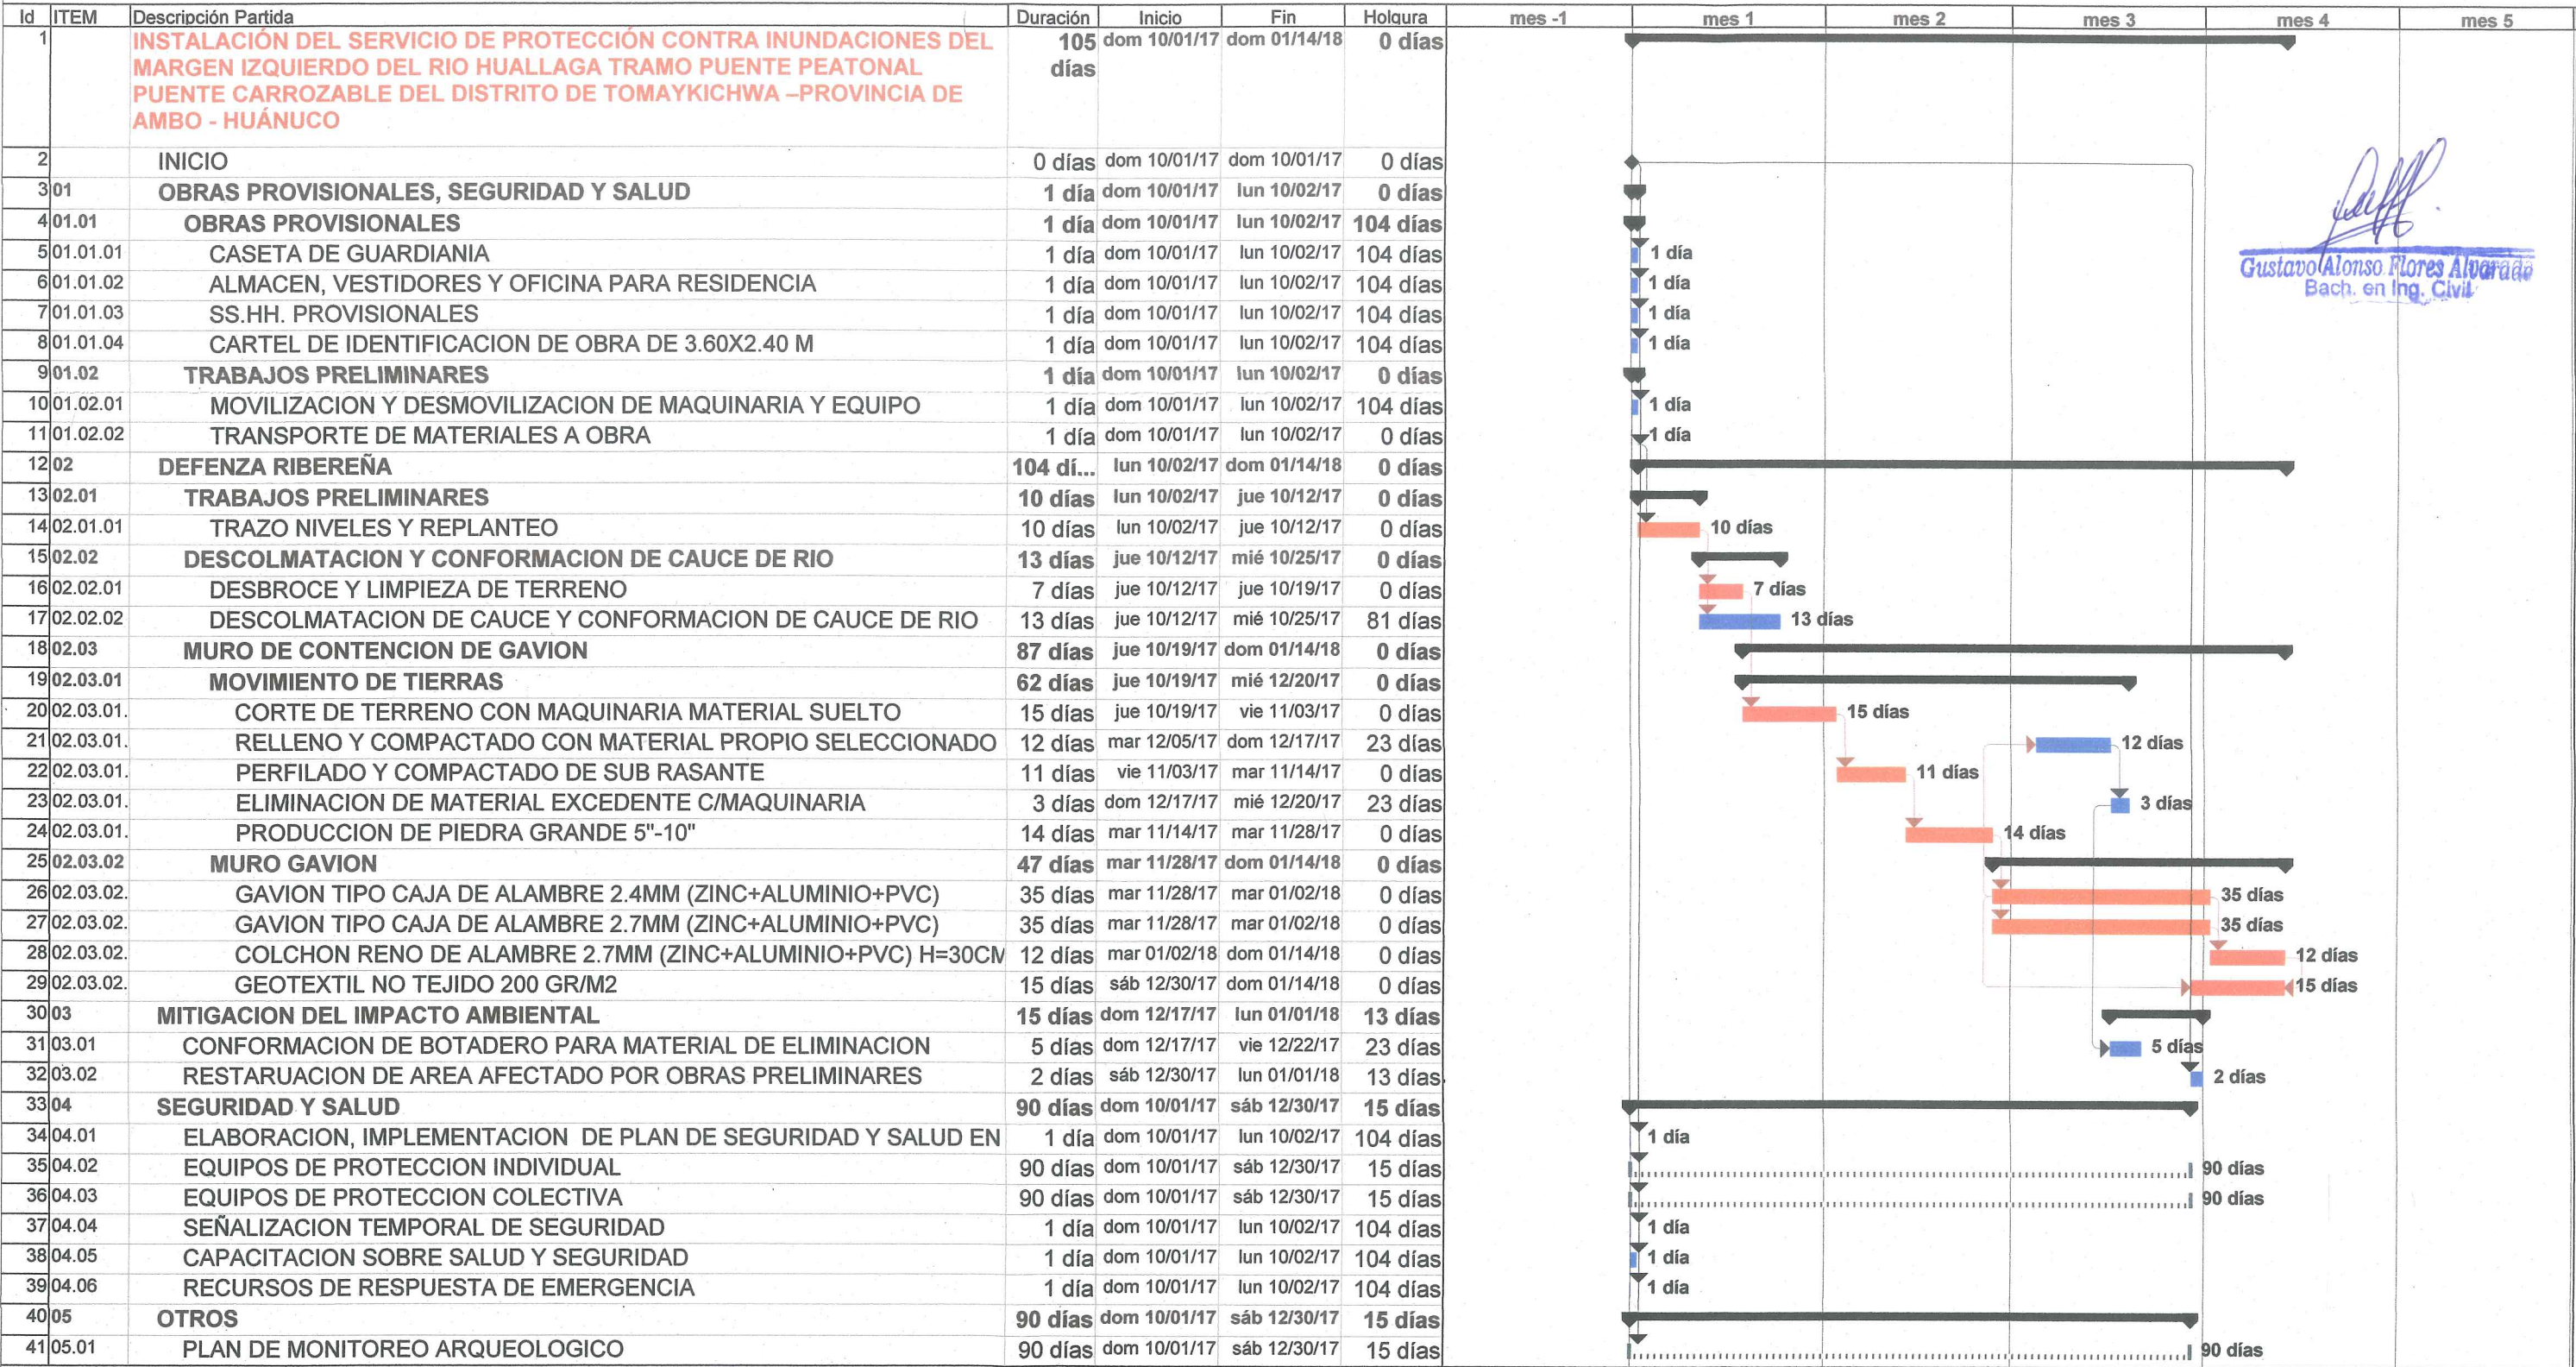 Id ITEM Descripción Partida Duración Inicio Fin Holgura mes -1 mes 1 mes 2 mes 3 mes 4 mes 5
1 INSTALACIÓN DEL SERVICIO DE PROTECCIÓN CONTRA INUNDACIONES DEL 105 dom 10/01/17 dom 01/14/18 0 días
MARGEN IZQUIERDO DEL RIO HUALLAGA TRAMO PUENTE PEATONAL días
PUENTE CARROZABLE DEL DISTRITO DE TOMAYKICHWA –PROVINCIA DE
AMBO - HUÁNUCO
2 INICIO 0 días dom 10/01/17 dom 10/01/17 0 días
3 01 OBRAS PROVISIONALES, SEGURIDAD Y SALUD 1 día dom 10/01/17 lun 10/02/17 0 días
4 01.01 OBRAS PROVISIONALES 1 día dom 10/01/17 lun 10/02/17 104 días
5 01.01.01 CASETA DE GUARDIANIA 1 día dom 10/01/17 lun 10/02/17 104 días 1 día
Gustavo Alonso Flores Alvarado
6 01.01.02 ALMACEN, VESTIDORES Y OFICINA PARA RESIDENCIA 1 día dom 10/01/17 lun 10/02/17 104 días 1 día
Bach. en Ing. Civil
7 01.01.03 SS.HH. PROVISIONALES 1 día dom 10/01/17 lun 10/02/17 104 días 1 día
8 01.01.04 CARTEL DE IDENTIFICACION DE OBRA DE 3.60X2.40 M 1 día dom 10/01/17 lun 10/02/17 104 días 1 día
9 01.02 TRABAJOS PRELIMINARES 1 día dom 10/01/17 lun 10/02/17 0 días
10 01.02.01 MOVILIZACION Y DESMOVILIZACION DE MAQUINARIA Y EQUIPO 1 día dom 10/01/17 lun 10/02/17 104 días 1 día
11 01.02.02 TRANSPORTE DE MATERIALES A OBRA 1 día dom 10/01/17 lun 10/02/17 0 días 1 día
12 02 DEFENZA RIBEREÑA 104 dí... lun 10/02/17 dom 01/14/18 0 días
13 02.01 TRABAJOS PRELIMINARES 10 días lun 10/02/17 jue 10/12/17 0 días
14 02.01.01 TRAZO NIVELES Y REPLANTEO 10 días lun 10/02/17 jue 10/12/17 0 días 10 días
15 02.02 DESCOLMATACION Y CONFORMACION DE CAUCE DE RIO 13 días jue 10/12/17 mié 10/25/17 0 días
16 02.02.01 DESBROCE Y LIMPIEZA DE TERRENO 7 días jue 10/12/17 jue 10/19/17 0 días 7 días
17 02.02.02 DESCOLMATACION DE CAUCE Y CONFORMACION DE CAUCE DE RIO 13 días jue 10/12/17 mié 10/25/17 81 días 13 días
18 02.03 MURO DE CONTENCION DE GAVION 87 días jue 10/19/17 dom 01/14/18 0 días
19 02.03.01 MOVIMIENTO DE TIERRAS 62 días jue 10/19/17 mié 12/20/17 0 días
20 02.03.01. CORTE DE TERRENO CON MAQUINARIA MATERIAL SUELTO 15 días jue 10/19/17 vie 11/03/17 0 días 15 días
21 02.03.01. RELLENO Y COMPACTADO CON MATERIAL PROPIO SELECCIONADO 12 días mar 12/05/17 dom 12/17/17 23 días 12 días
22 02.03.01. PERFILADO Y COMPACTADO DE SUB RASANTE 11 días vie 11/03/17 mar 11/14/17 0 días 11 días
23 02.03.01. ELIMINACION DE MATERIAL EXCEDENTE C/MAQUINARIA 3 días dom 12/17/17 mié 12/20/17 23 días 3 días
24 02.03.01. PRODUCCION DE PIEDRA GRANDE 5"-10" 14 días mar 11/14/17 mar 11/28/17 0 días 14 días
25 02.03.02 MURO GAVION 47 días mar 11/28/17 dom 01/14/18 0 días
26 02.03.02. GAVION TIPO CAJA DE ALAMBRE 2.4MM (ZINC+ALUMINIO+PVC) 35 días mar 11/28/17 mar 01/02/18 0 días 35 días
27 02.03.02. GAVION TIPO CAJA DE ALAMBRE 2.7MM (ZINC+ALUMINIO+PVC) 35 días mar 11/28/17 mar 01/02/18 0 días 35 días
28 02.03.02. COLCHON RENO DE ALAMBRE 2.7MM (ZINC+ALUMINIO+PVC) H=30CM 12 días mar 01/02/18 dom 01/14/18 0 días 12 días
29 02.03.02. GEOTEXTIL NO TEJIDO 200 GR/M2 15 días sáb 12/30/17 dom 01/14/18 0 días 15 días
30 03 MITIGACION DEL IMPACTO AMBIENTAL 15 días dom 12/17/17 lun 01/01/18 13 días
31 03.01 CONFORMACION DE BOTADERO PARA MATERIAL DE ELIMINACION 5 días dom 12/17/17 vie 12/22/17 23 días 5 días
32 03.02 RESTARUACION DE AREA AFECTADO POR OBRAS PRELIMINARES 2 días sáb 12/30/17 lun 01/01/18 13 días 2 días
33 04 SEGURIDAD Y SALUD 90 días dom 10/01/17 sáb 12/30/17 15 días
34 04.01 ELABORACION, IMPLEMENTACION DE PLAN DE SEGURIDAD Y SALUD EN 1 día dom 10/01/17 lun 10/02/17 104 días 1 día
35 04.02 EQUIPOS DE PROTECCION INDIVIDUAL 90 días dom 10/01/17 sáb 12/30/17 15 días 90 días
36 04.03 EQUIPOS DE PROTECCION COLECTIVA 90 días dom 10/01/17 sáb 12/30/17 15 días 90 días
37 04.04 SEÑALIZACION TEMPORAL DE SEGURIDAD 1 día dom 10/01/17 lun 10/02/17 104 días 1 día
38 04.05 CAPACITACION SOBRE SALUD Y SEGURIDAD 1 día dom 10/01/17 lun 10/02/17 104 días 1 día
39 04.06 RECURSOS DE RESPUESTA DE EMERGENCIA 1 día dom 10/01/17 lun 10/02/17 104 días 1 día
40 05 OTROS 90 días dom 10/01/17 sáb 12/30/17 15 días
41 05.01 PLAN DE MONITOREO ARQUEOLOGICO 90 días dom 10/01/17 sáb 12/30/17 15 días 90 días